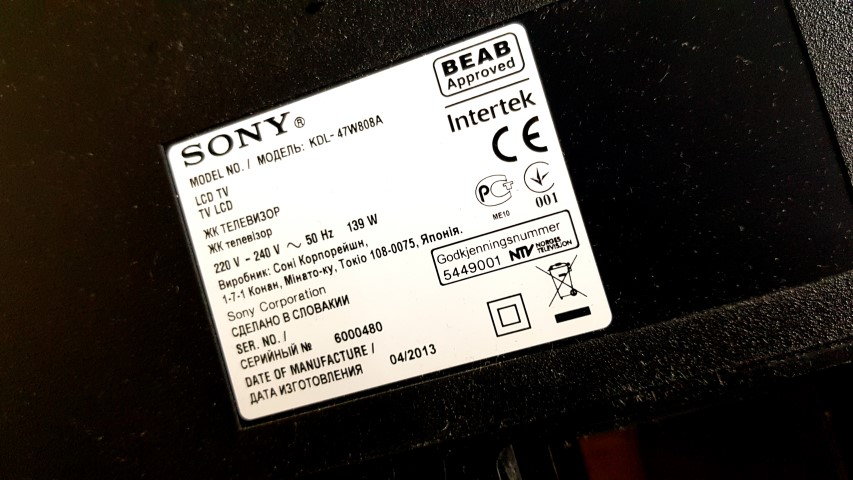 SONY®
MODEL NO. / МОДЕЛЬ: KDL-47W808A
LCD TV
TV LCD
ЖК ТЕЛЕВИЗОР
ЖК телевізор
220 V - 240 V ~ 50 Hz 139 W
Виробник: Соні Корпорейшн,
1-7-1 Конан, Мінато-ку, Токіо 108-0075, Японія.
Sony Corporation
СДЕЛАНО В СЛОВАКИИ
SER. NO. /
СЕРИЙНЫЙ № 6000480
DATE OF MANUFACTURE /
ДАТА ИЗГОТОВЛЕНИЯ 04/2013
BEAB
Approved
Intertek
CE
РСТ
ME10
001
Godkjenningsnummer
5449001 NTV NORGES
TELEVISION